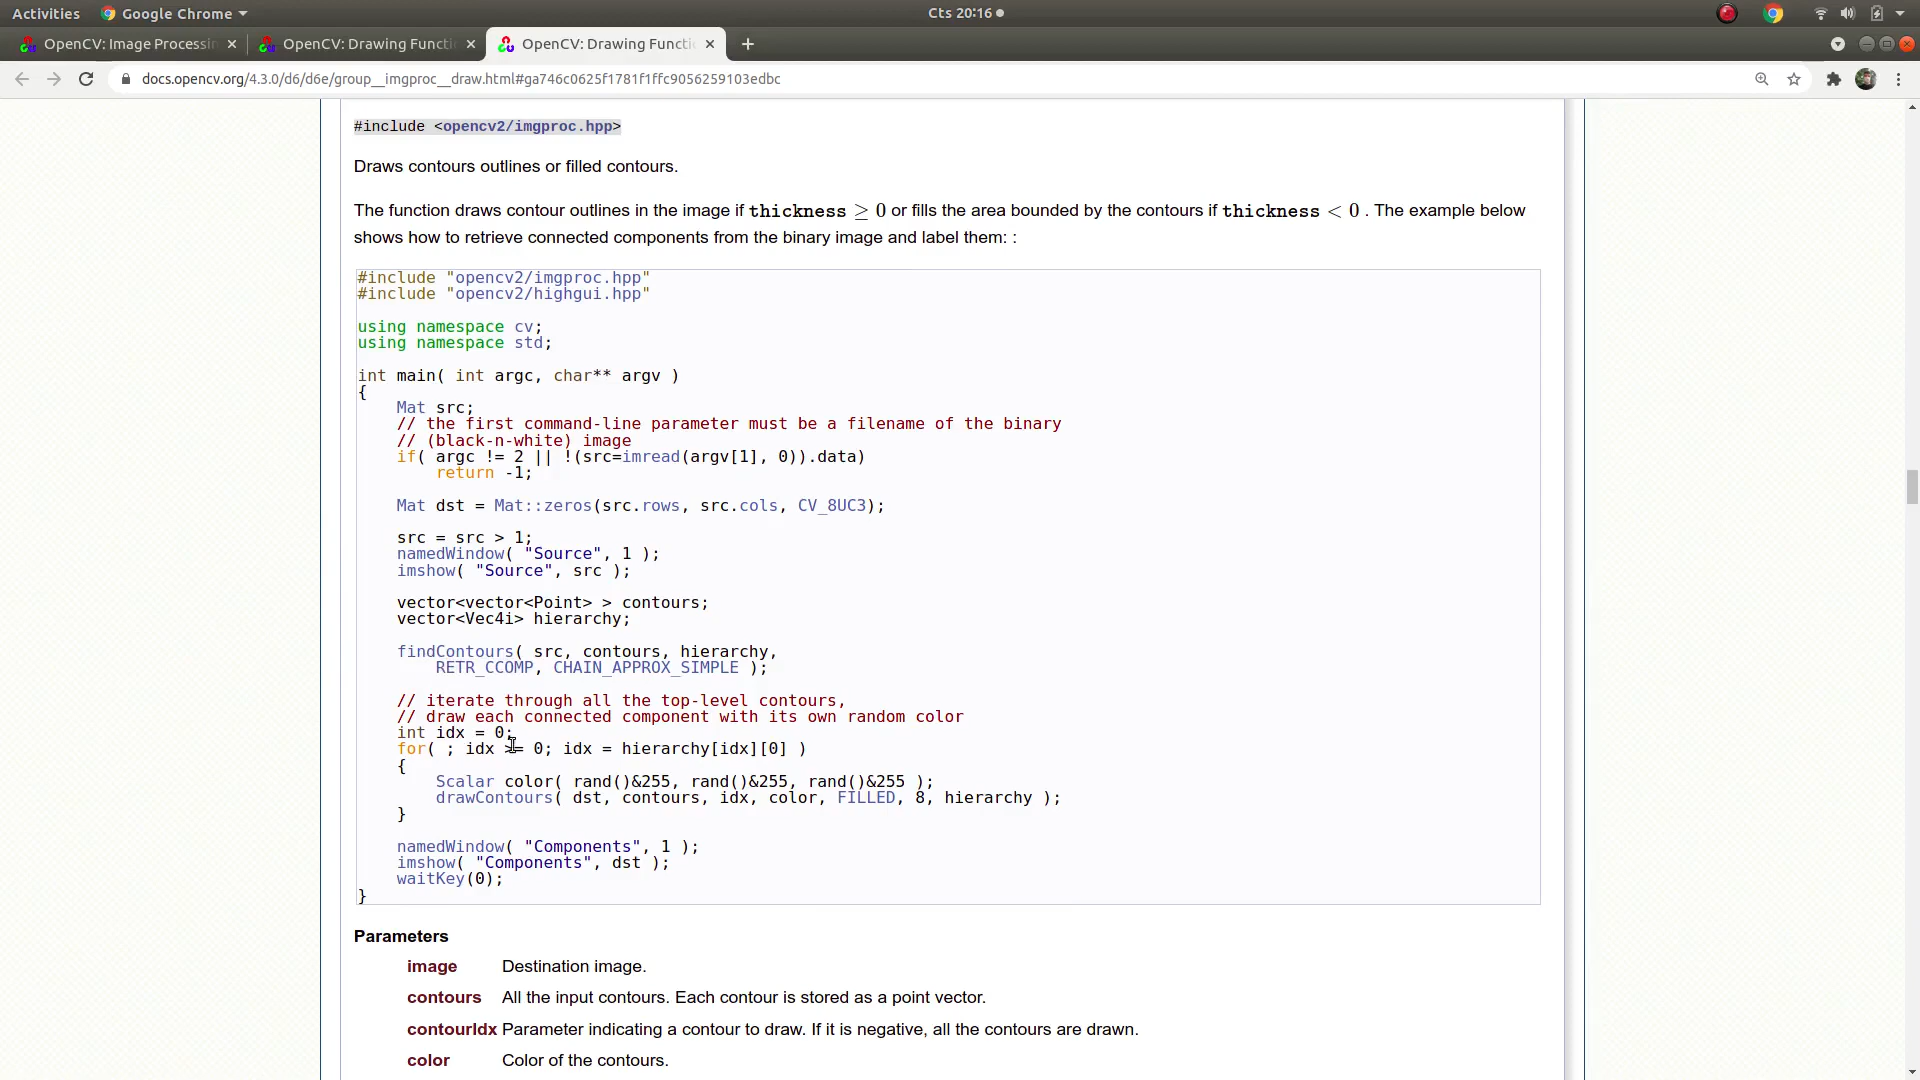 Activities Google Chrome Cts 20:16
OpenCV: Image Processin OpenCV: Drawing Functi OpenCV: Drawing Functi
docs.opencv.org/4.3.0/d6/d6e/group__imgproc__draw.html#ga746c0625f1781f1ffc9056259103edbc
#include <opencv2/imgproc.hpp>
Draws contours outlines or filled contours.
The function draws contour outlines in the image if thickness ≥ 0 or fills the area bounded by the contours if thickness < 0 . The example below
shows how to retrieve connected components from the binary image and label them: :
#include "opencv2/imgproc.hpp"
#include "opencv2/highgui.hpp"
using namespace cv;
using namespace std;
int main( int argc, char** argv )
{
    Mat src;
    // the first command-line parameter must be a filename of the binary
    // (black-n-white) image
    if( argc != 2 || !(src=imread(argv[1], 0)).data)
        return -1;
    Mat dst = Mat::zeros(src.rows, src.cols, CV_8UC3);
    src = src > 1;
    namedWindow( "Source", 1 );
    imshow( "Source", src );
    vector<vector<Point> > contours;
    vector<Vec4i> hierarchy;
    findContours( src, contours, hierarchy,
        RETR_CCOMP, CHAIN_APPROX_SIMPLE );
    // iterate through all the top-level contours,
    // draw each connected component with its own random color
    int idx = 0;
    for( ; idx >= 0; idx = hierarchy[idx][0] )
    {
        Scalar color( rand()&255, rand()&255, rand()&255 );
        drawContours( dst, contours, idx, color, FILLED, 8, hierarchy );
    }
    namedWindow( "Components", 1 );
    imshow( "Components", dst );
    waitKey(0);
}
Parameters
image Destination image.
contours All the input contours. Each contour is stored as a point vector.
contourIdx Parameter indicating a contour to draw. If it is negative, all the contours are drawn.
color Color of the contours.